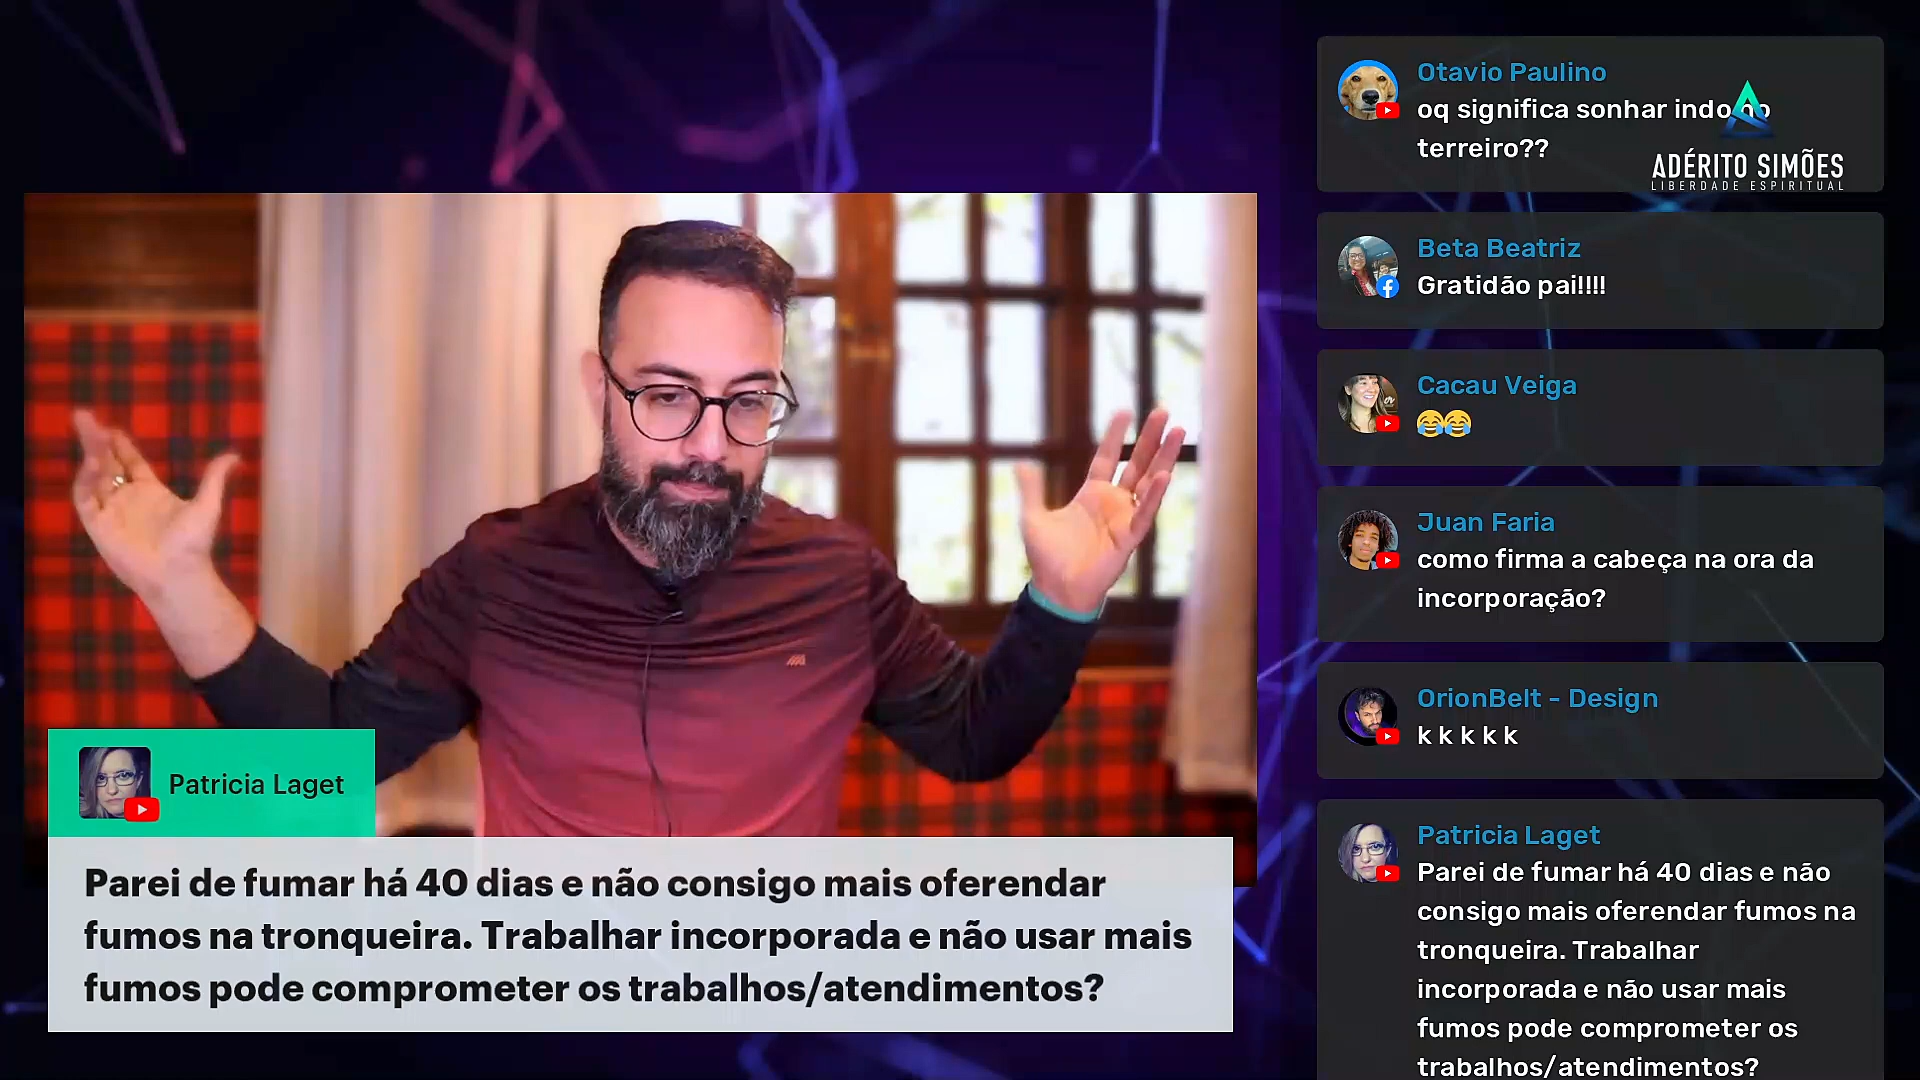 Otavio Paulino
oq significa sonhar indo no
terreiro??
ADÉRITO SIMÕES
LIBERDADE ESPIRITUAL
Beta Beatriz
Gratidão pai!!!!
Cacau Veiga
😂😂
Juan Faria
como firma a cabeça na ora da
incorporação?
OrionBelt - Design
k k k k k
Patricia Laget
Parei de fumar há 40 dias e não
consigo mais oferendar fumos na
tronqueira. Trabalhar
incorporada e não usar mais
fumos pode comprometer os
trabalhos/atendimentos?
Patricia Laget
Parei de fumar há 40 dias e não consigo mais oferendar
fumos na tronqueira. Trabalhar incorporada e não usar mais
fumos pode comprometer os trabalhos/atendimentos?